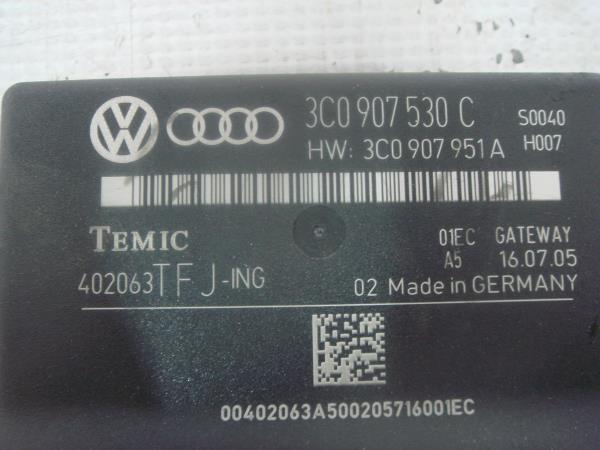 3C0 907 530 C S0040
HW: 3C0 907 951 A H007
TEMIC 01EC GATEWAY
402063TFJ-ING A5 16.07.05
02 Made in GERMANY
00402063A500205716001EC